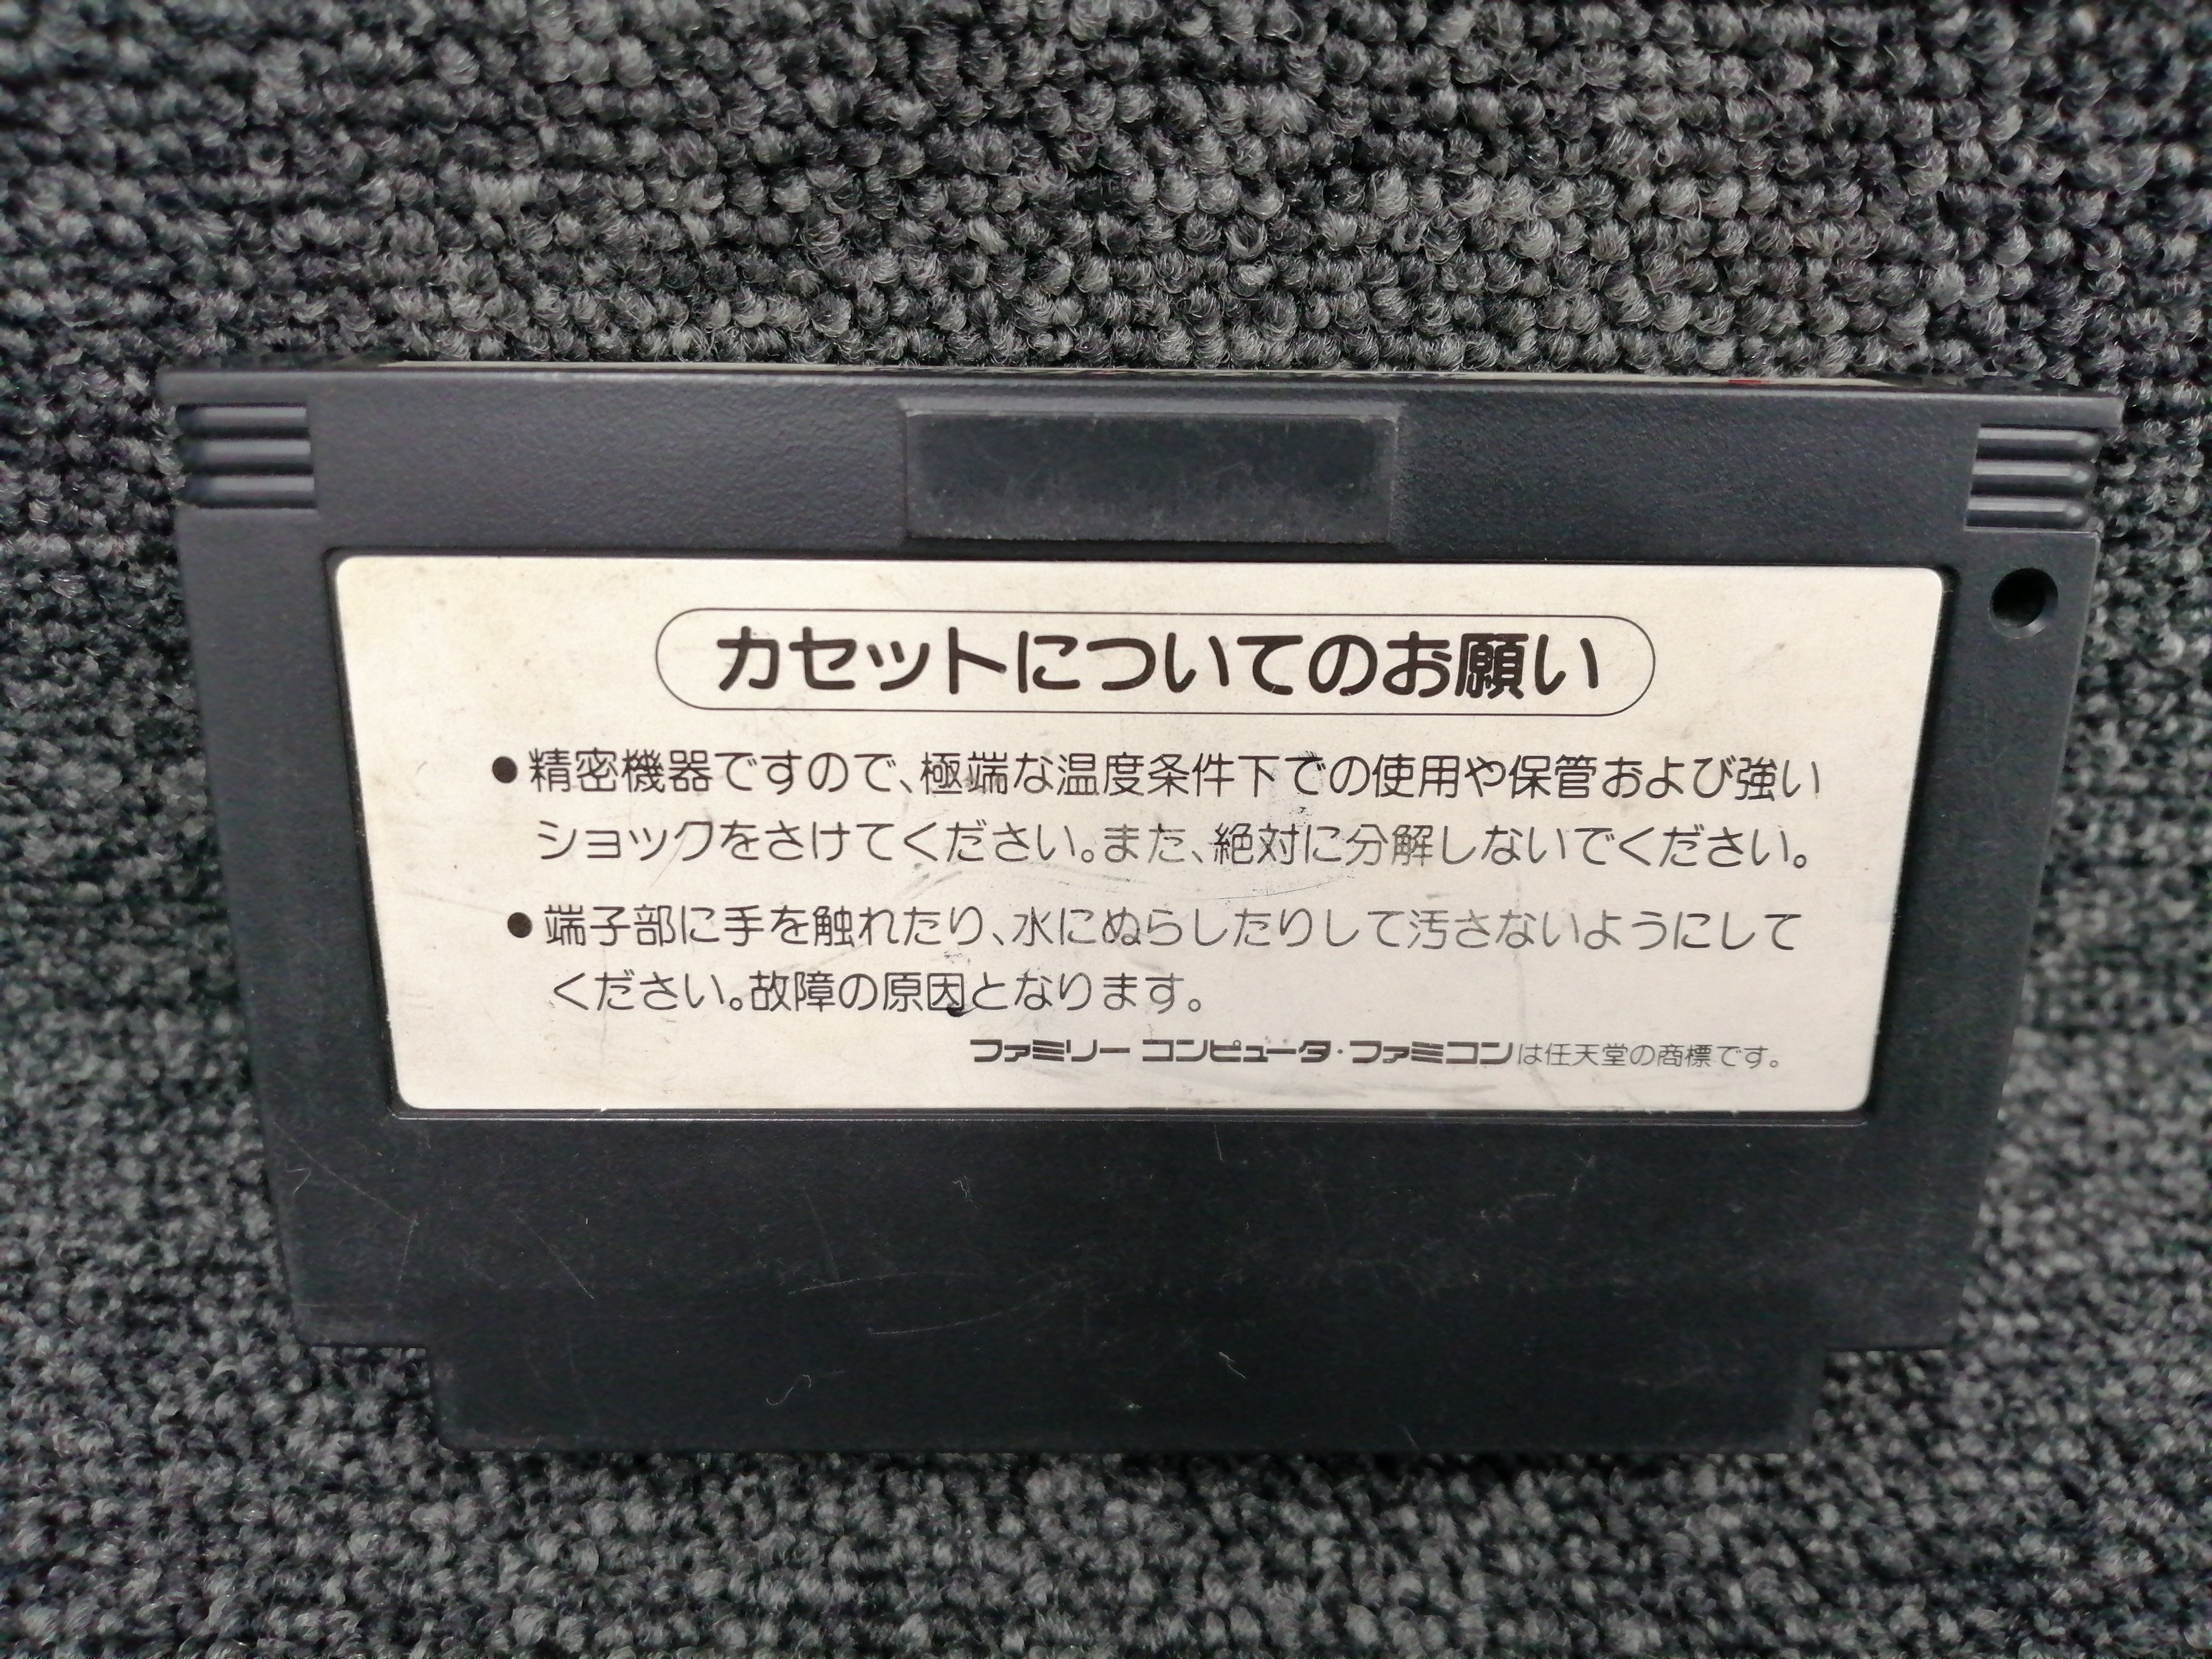 カセットについてのお願い
●精密機器ですので、極端な温度条件下での使用や保管および強い
ショックをさけてください。また、絶対に分解しないでください。
●端子部に手を触れたり、水にぬらしたりして汚さないようにして
ください。故障の原因となります。
ファミリー コンピュータ・ファミコンは任天堂の商標です。